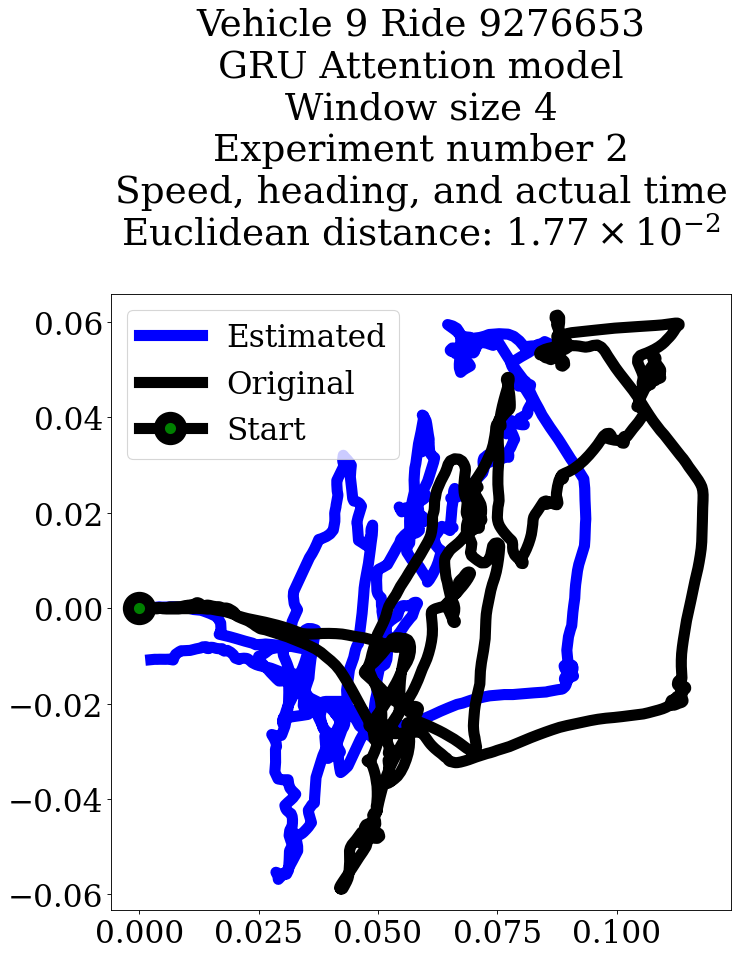 Vehicle 9 Ride 9276653
GRU Attention model
Window size 4
Experiment number 2
Speed, heading, and actual time
Euclidean distance: 1.77 × 10⁻²
0.06
0.04
0.02
0.00
−0.02
−0.04
−0.06
Estimated
Original
Start
0.000 0.025 0.050 0.075 0.100